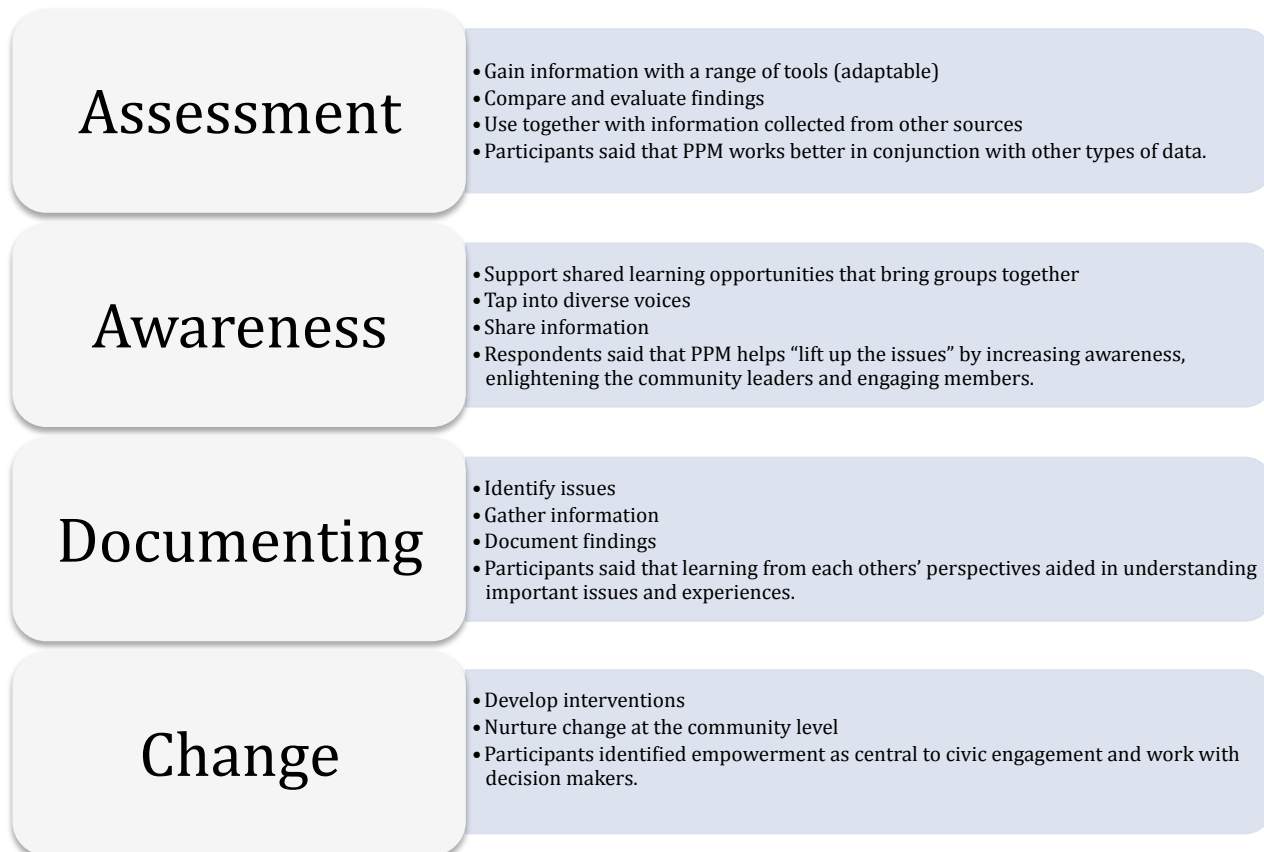 Assessment
•Gain information with a range of tools (adaptable)
•Compare and evaluate findings
•Use together with information collected from other sources
•Participants said that PPM works better in conjunction with other types of data.
Awareness
•Support shared learning opportunities that bring groups together
•Tap into diverse voices
•Share information
•Respondents said that PPM helps “lift up the issues” by increasing awareness,
enlightening the community leaders and engaging members.
Documenting
•Identify issues
•Gather information
•Document findings
•Participants said that learning from each others’ perspectives aided in understanding
important issues and experiences.
Change
•Develop interventions
•Nurture change at the community level
•Participants identified empowerment as central to civic engagement and work with
decision makers.